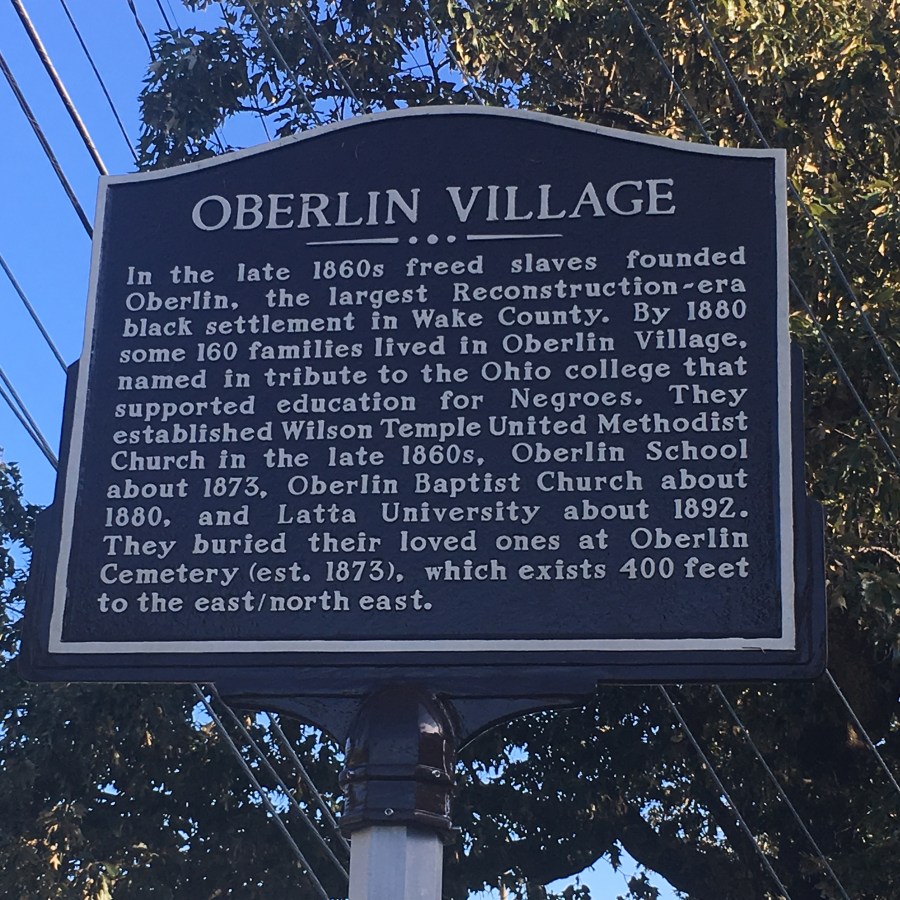 OBERLIN VILLAGE
In the late 1860s freed slaves founded
Oberlin, the largest Reconstruction-era
black settlement in Wake County. By 1880
some 160 families lived in Oberlin Village,
named in tribute to the Ohio college that
supported education for Negroes. They
established Wilson Temple United Methodist
Church in the late 1860s, Oberlin School
about 1873, Oberlin Baptist Church about
1880, and Latta University about 1892.
They buried their loved ones at Oberlin
Cemetery (est. 1873), which exists 400 feet
to the east/north east.